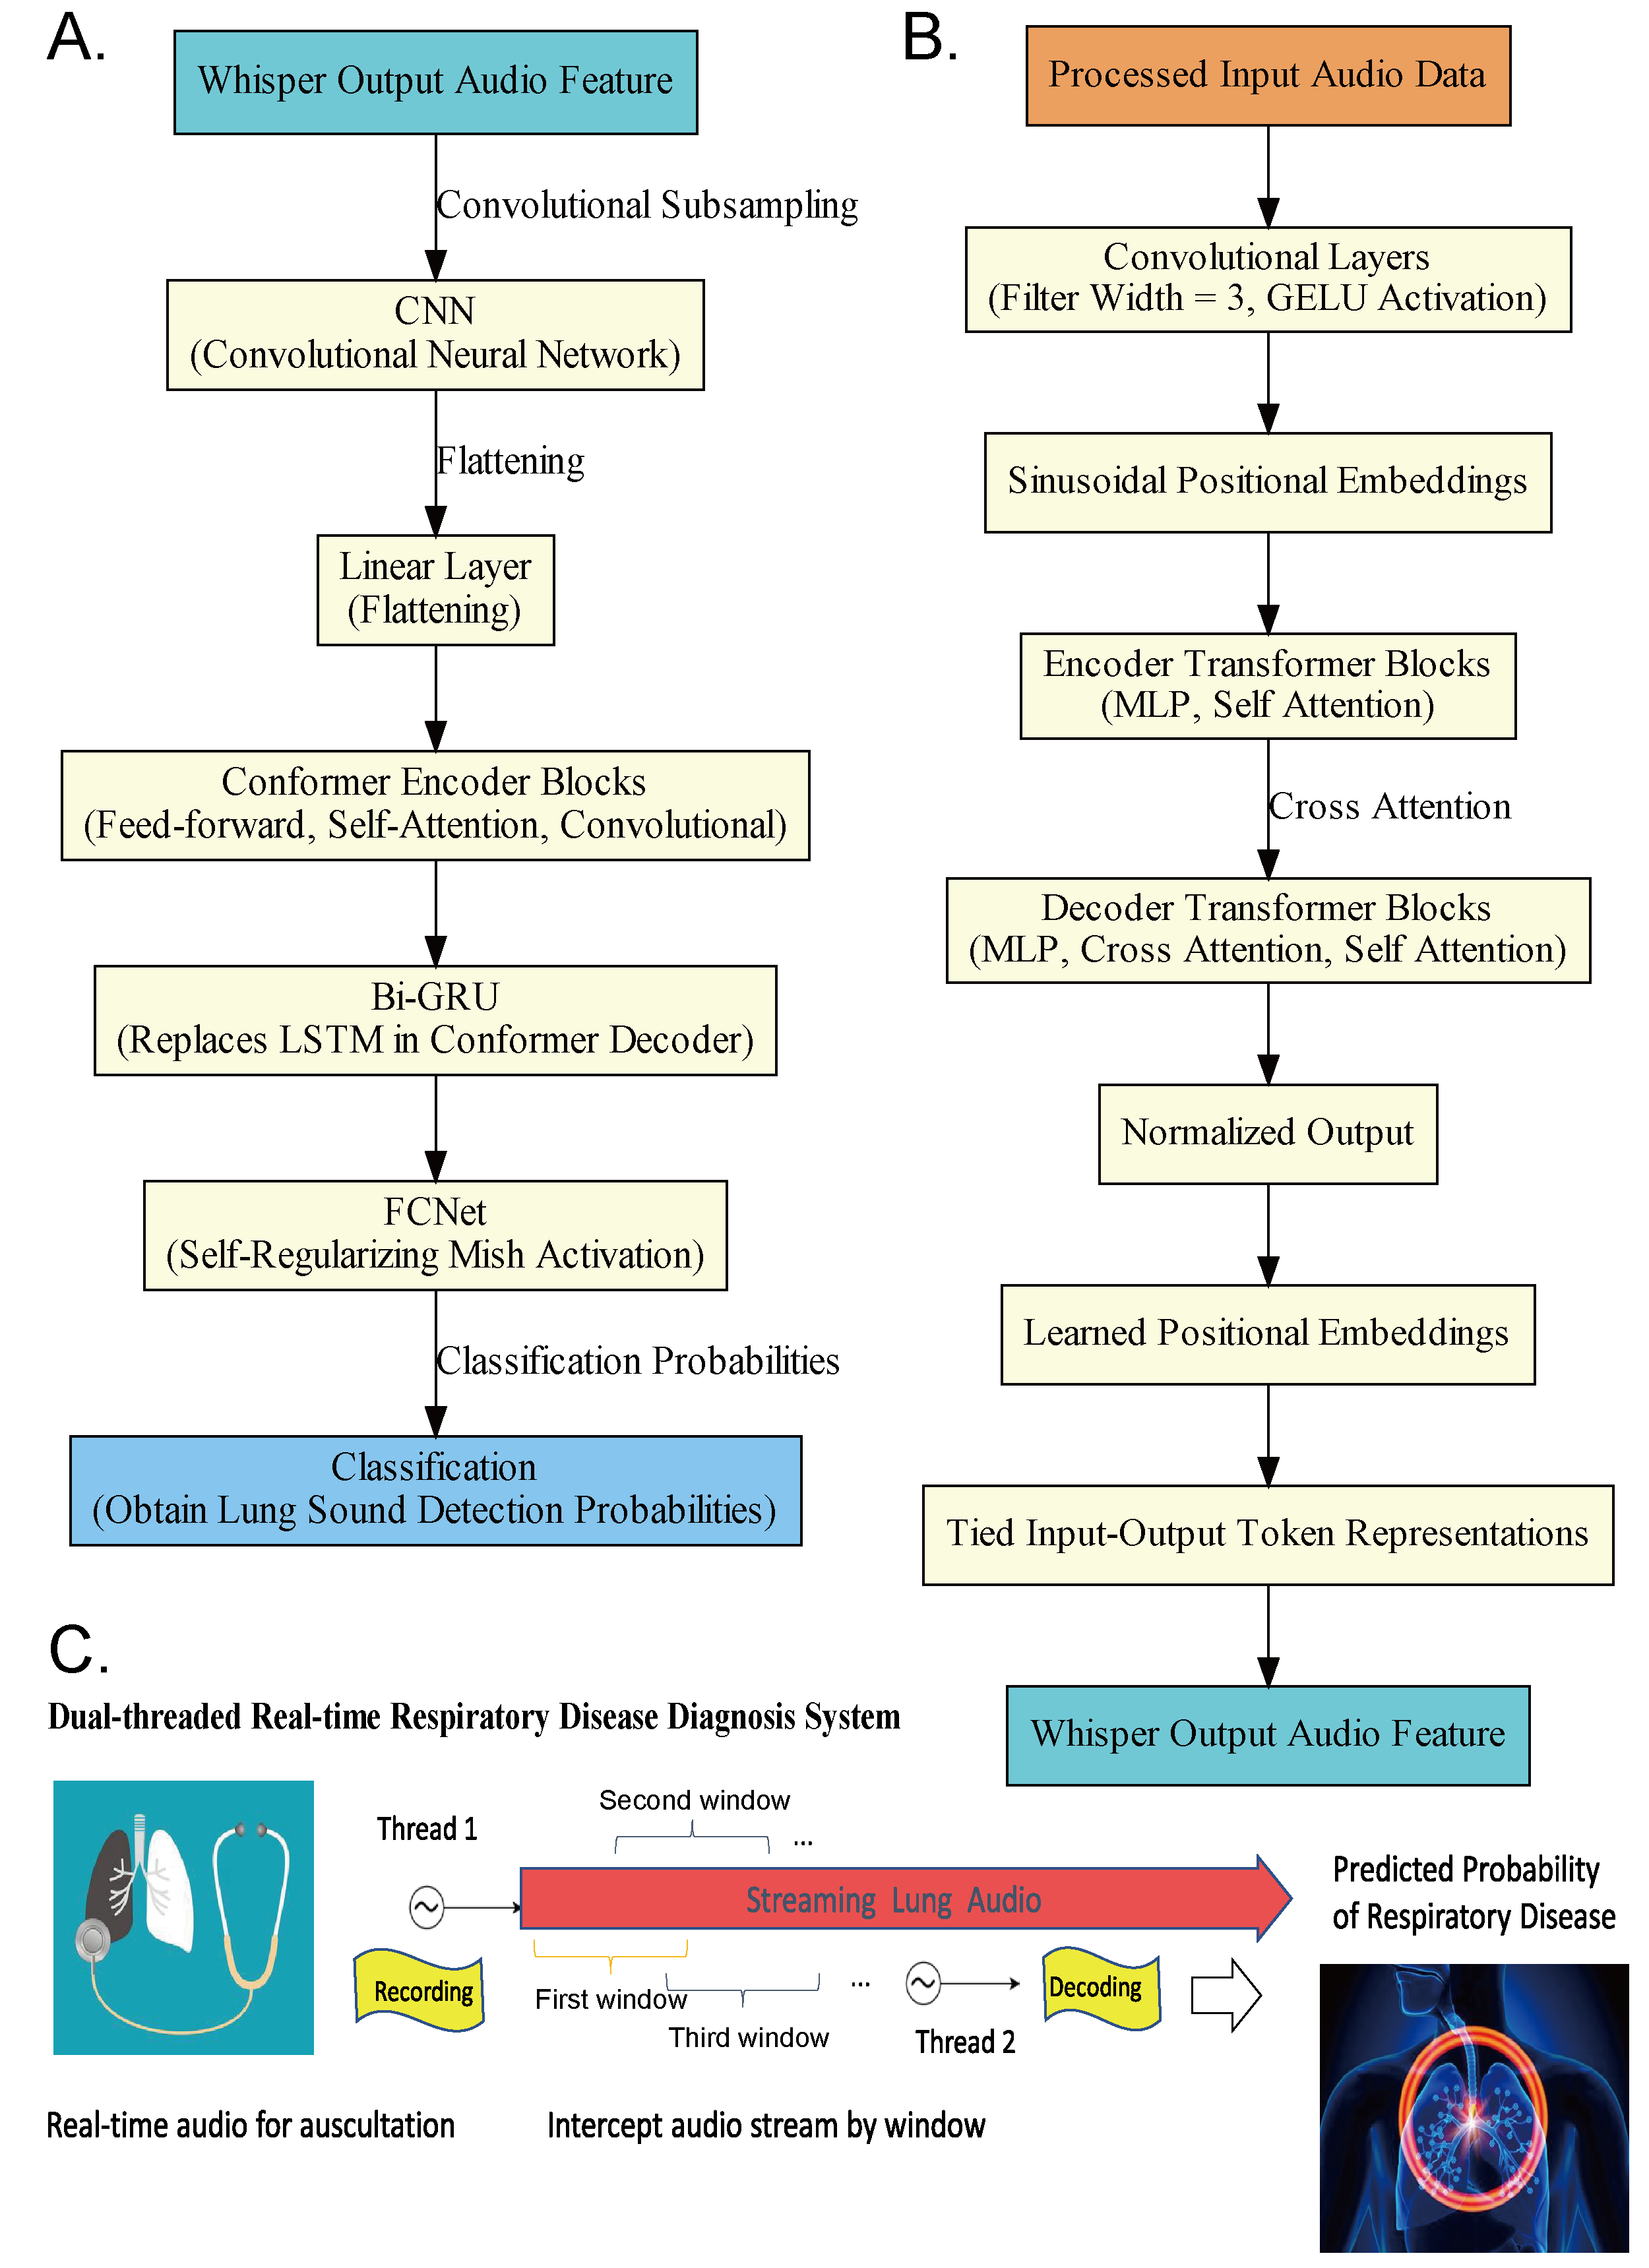 A.
Whisper Output Audio Feature
Convolutional Subsampling
CNN
(Convolutional Neural Network)
Flattening
Linear Layer
(Flattening)
Conformer Encoder Blocks
(Feed-forward, Self-Attention, Convolutional)
Bi-GRU
(Replaces LSTM in Conformer Decoder)
FCNet
(Self-Regularizing Mish Activation)
Classification Probabilities
Classification
(Obtain Lung Sound Detection Probabilities)
B.
Processed Input Audio Data
Convolutional Layers
(Filter Width = 3, GELU Activation)
Sinusoidal Positional Embeddings
Encoder Transformer Blocks
(MLP, Self Attention)
Cross Attention
Decoder Transformer Blocks
(MLP, Cross Attention, Self Attention)
Normalized Output
Learned Positional Embeddings
Tied Input-Output Token Representations
Whisper Output Audio Feature
C.
Dual-threaded Real-time Respiratory Disease Diagnosis System
Thread 1
Second window
...
Streaming Lung Audio
Recording
First window
Third window
...
Thread 2
Decoding
Predicted Probability
of Respiratory Disease
Real-time audio for auscultation
Intercept audio stream by window